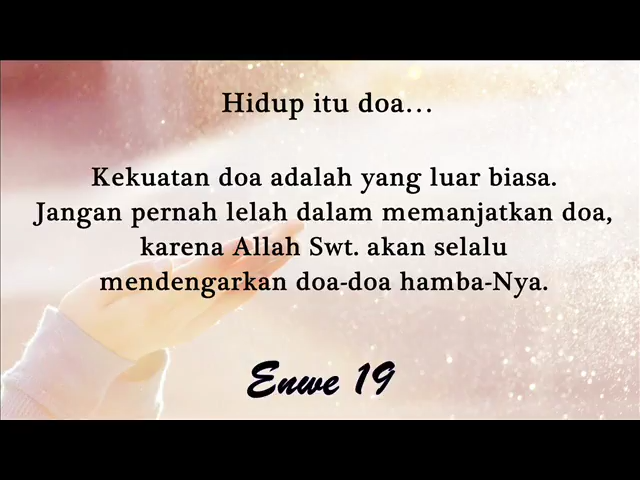 Hidup itu doa...
Kekuatan doa adalah yang luar biasa.
Jangan pernah lelah dalam memanjatkan doa,
karena Allah Swt. akan selalu
mendengarkan doa-doa hamba-Nya.
Enwe 19